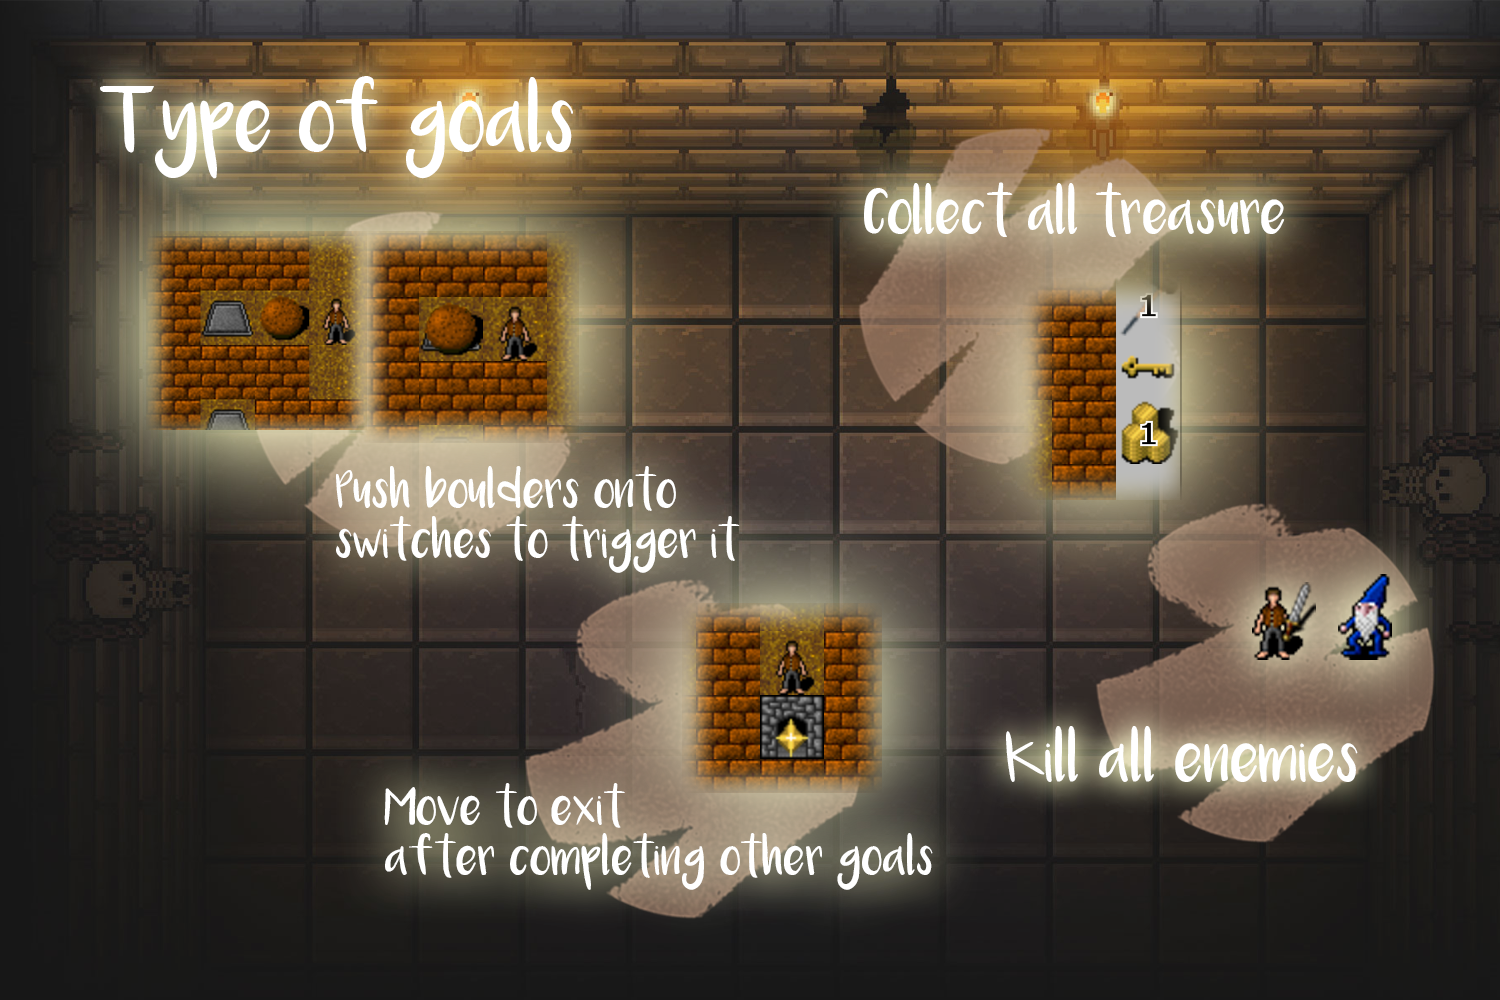 Type of goals
Collect all treasure
1
1
Push boulders onto
switches to trigger it
Kill all enemies
Move to exit
after completing other goals